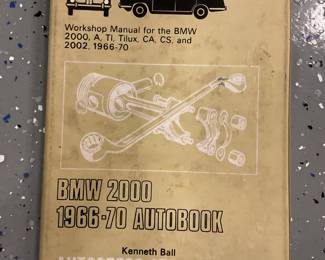 Workshop Manual for the BMW
2000, A, TI, Tilux, CA, CS, and
2002, 1966-70
BMW 2000
1966-70 AUTOBOOK
Kenneth Ball